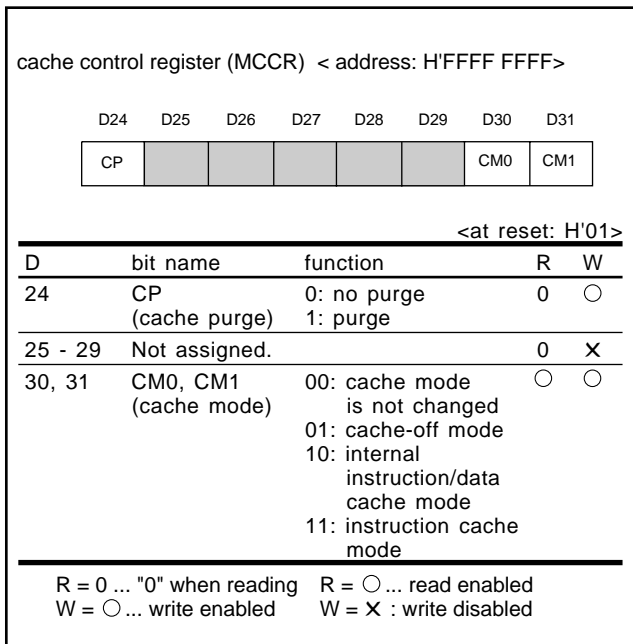 cache control register (MCCR) < address: H'FFFF FFFF>
D24 D25 D26 D27 D28 D29 D30 D31
CP CM0 CM1
<at reset: H'01>
D bit name function R W
24 CP 0: no purge 0 ○
(cache purge) 1: purge
25 - 29 Not assigned. 0 ×
30, 31 CM0, CM1 00: cache mode ○ ○
(cache mode) is not changed
01: cache-off mode
10: internal
instruction/data
cache mode
11: instruction cache
mode
R = 0 ... "0" when reading R = ○ ... read enabled
W = ○ ... write enabled W = × : write disabled